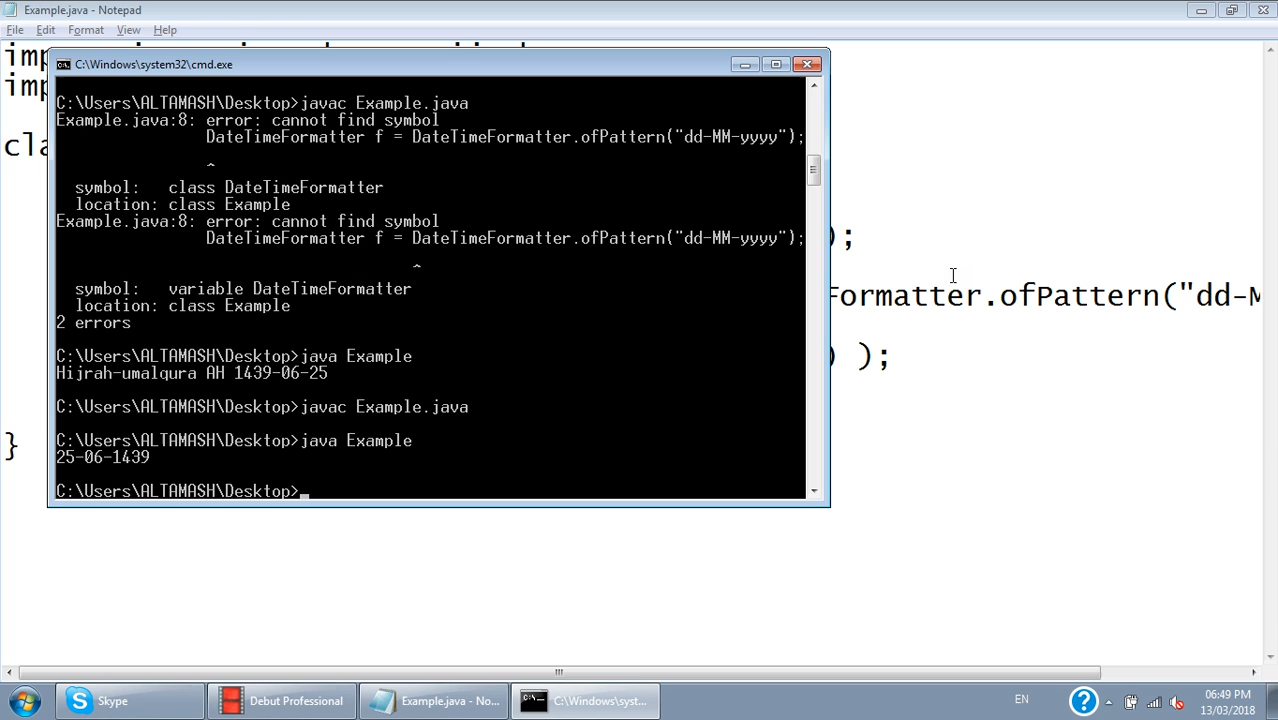 Example.java - Notepad
File Edit Format View Help
imp
imp
cla
);
Formatter.ofPattern("dd-M
) );
}
C:\Windows\system32\cmd.exe
C:\Users\ALTAMASH\Desktop>javac Example.java
Example.java:8: error: cannot find symbol
DateTimeFormatter f = DateTimeFormatter.ofPattern("dd-MM-yyyy");
^
symbol: class DateTimeFormatter
location: class Example
Example.java:8: error: cannot find symbol
DateTimeFormatter f = DateTimeFormatter.ofPattern("dd-MM-yyyy");
^
symbol: variable DateTimeFormatter
location: class Example
2 errors
C:\Users\ALTAMASH\Desktop>java Example
Hijrah-umalqura AH 1439-06-25
C:\Users\ALTAMASH\Desktop>javac Example.java
C:\Users\ALTAMASH\Desktop>java Example
25-06-1439
C:\Users\ALTAMASH\Desktop>_
Skype
Debut Professional
Example.java - No...
C:\Windows\syst...
EN
06:49 PM
13/03/2018